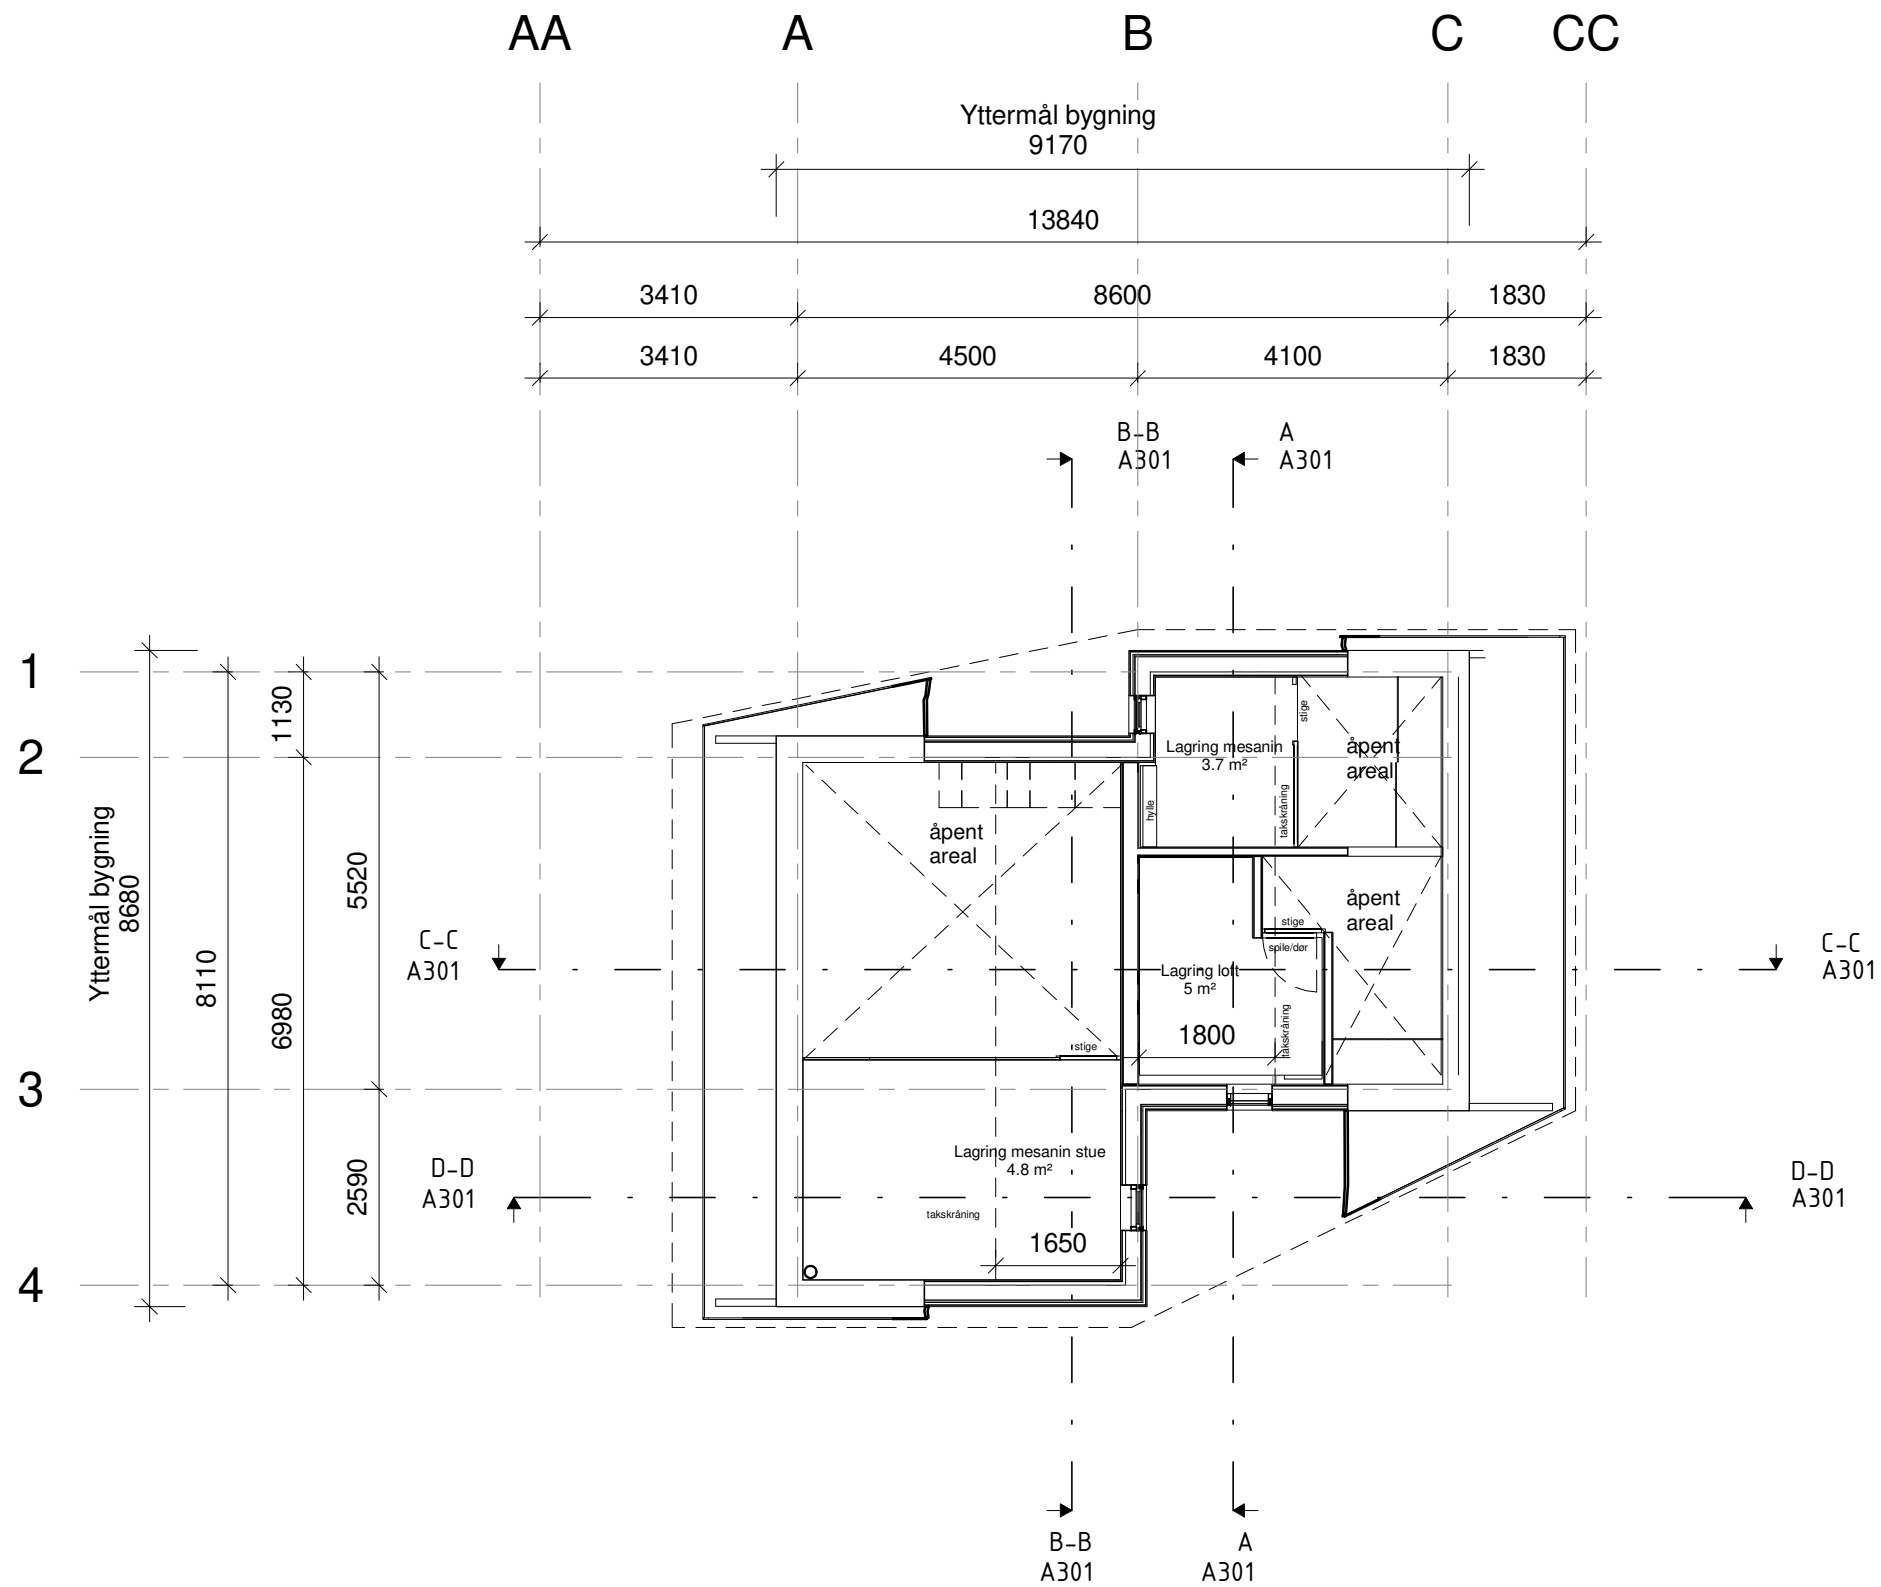 AA A B C CC
Yttermål bygning
9170
13840
3410 8600 1830
3410 4500 4100 1830
B-B A
A301 A301
1
2
3
4
1130
5520
6980
8110
2590
Yttermål bygning
8680
Lagring mesanin
3.7 m²
stige
hylle
takskråning
åpent
areal
åpent
areal
åpent
areal
stige
spile/dør
Lagring loft
5 m²
1800
takskråning
stige
Lagring mesanin stue
4.8 m²
takskråning
1650
C-C
A301
C-C
A301
D-D
A301
D-D
A301
B-B A
A301 A301